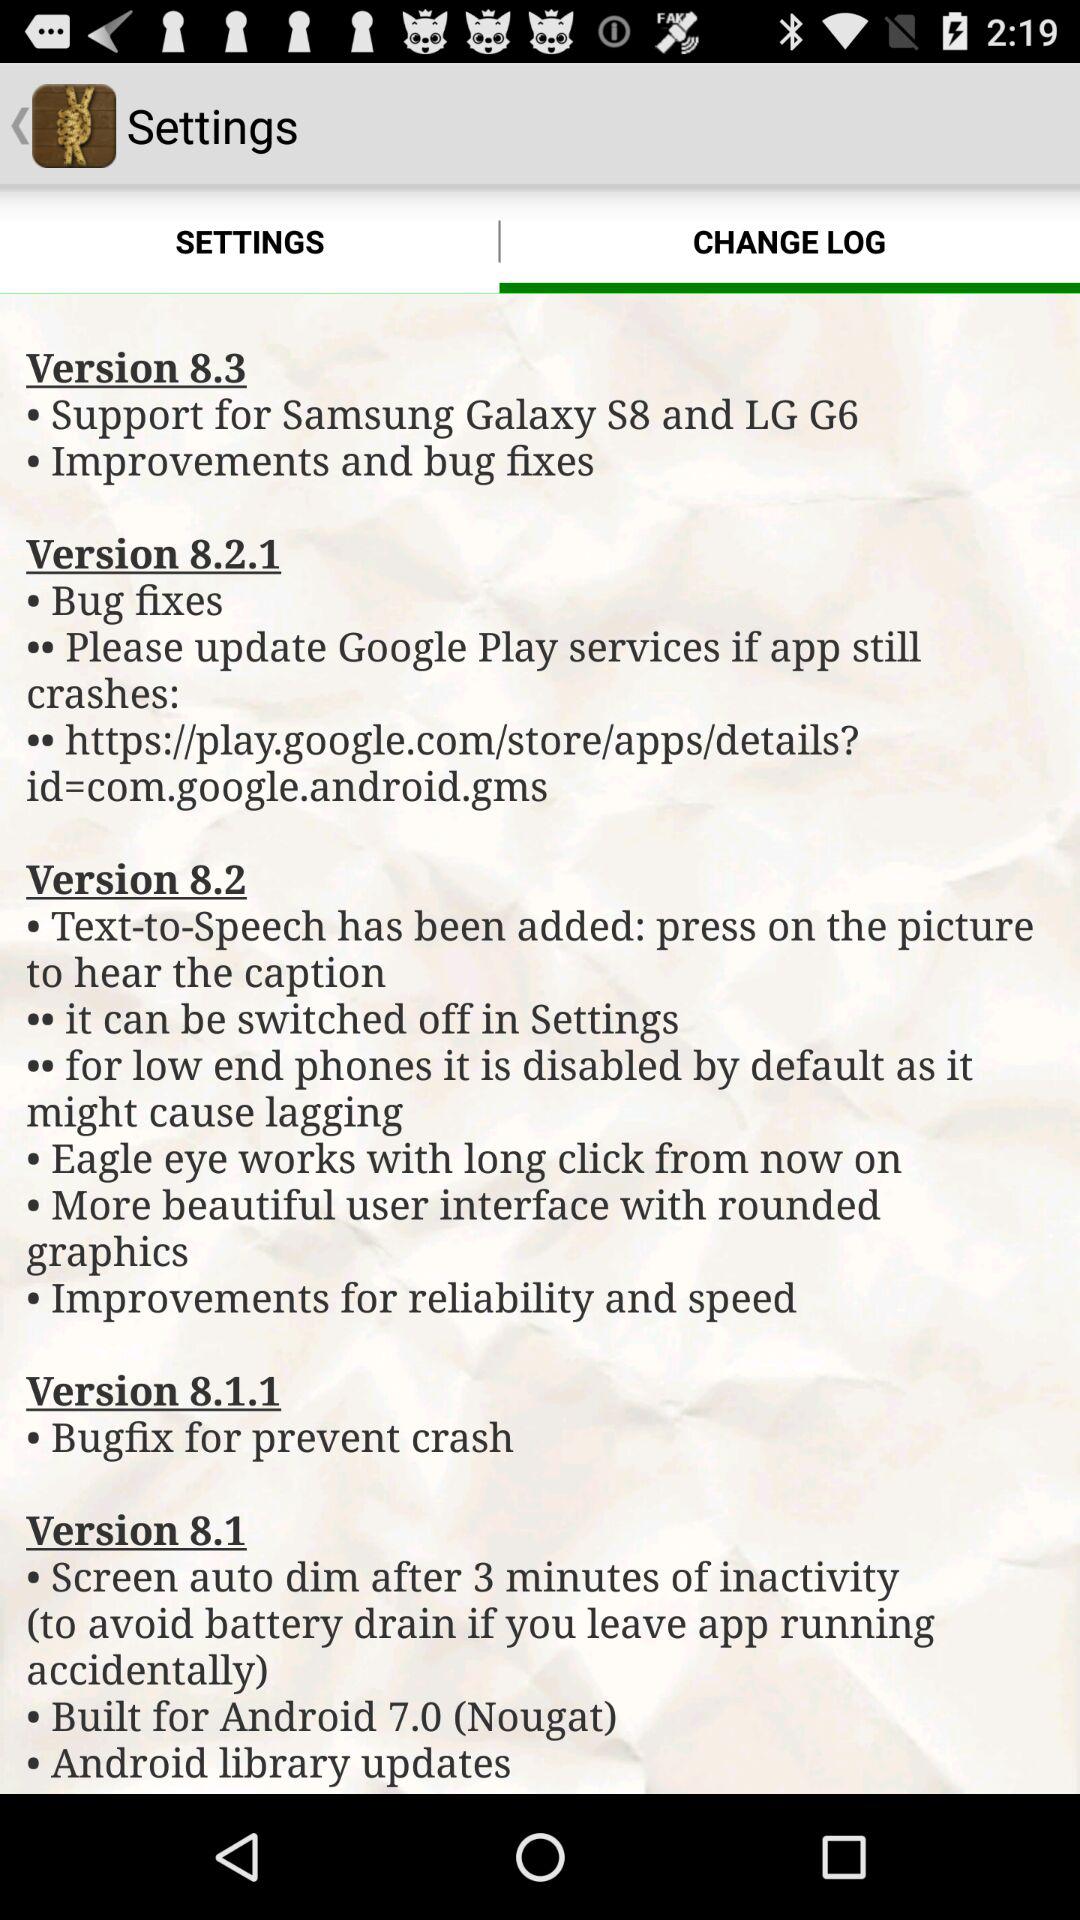 FAKE
2:19
Settings
SETTINGS
CHANGE LOG
Version 8.3
• Support for Samsung Galaxy S8 and LG G6
• Improvements and bug fixes
Version 8.2.1
• Bug fixes
•• Please update Google Play services if app still
crashes:
•• https://play.google.com/store/apps/details?
id=com.google.android.gms
Version 8.2
• Text-to-Speech has been added: press on the picture
to hear the caption
•• it can be switched off in Settings
•• for low end phones it is disabled by default as it
might cause lagging
• Eagle eye works with long click from now on
• More beautiful user interface with rounded
graphics
• Improvements for reliability and speed
Version 8.1.1
• Bugfix for prevent crash
Version 8.1
• Screen auto dim after 3 minutes of inactivity
(to avoid battery drain if you leave app running
accidentally)
• Built for Android 7.0 (Nougat)
• Android library updates